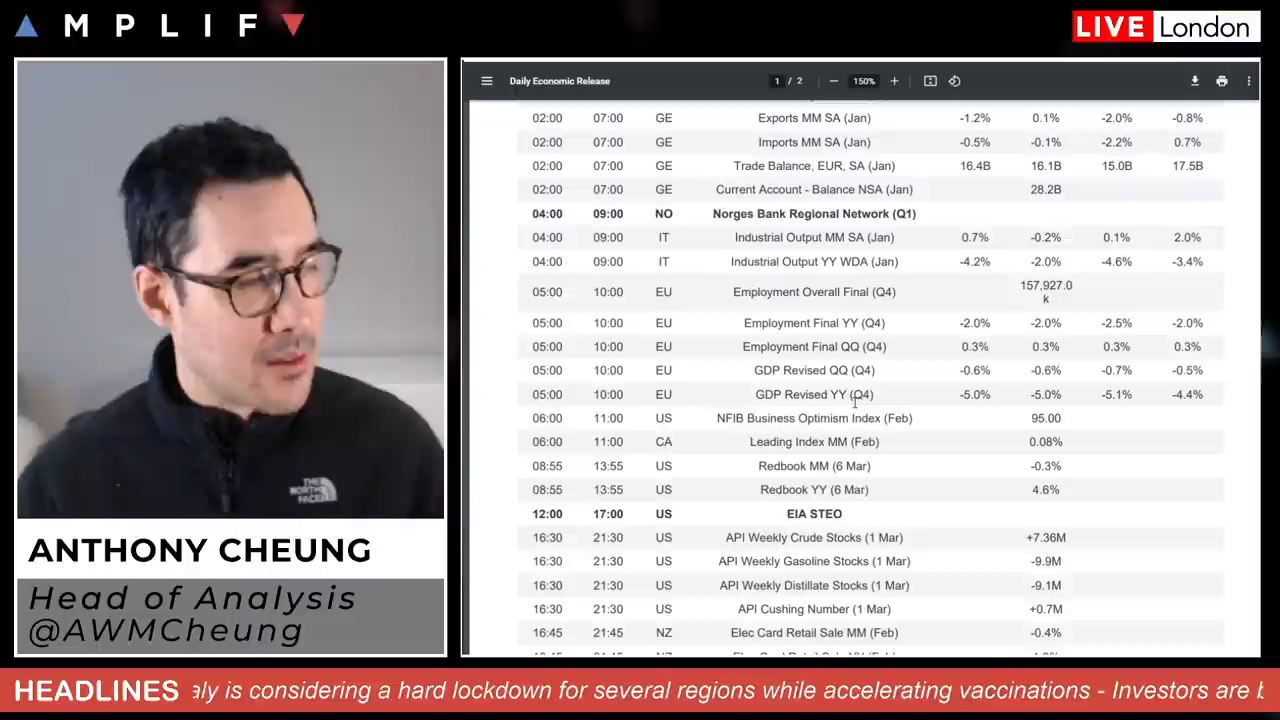 MPLIF
LIVE London
Daily Economic Release
1 / 2
150%
02:00 07:00 GE Exports MM SA (Jan) -1.2% 0.1% -2.0% -0.8%
02:00 07:00 GE Imports MM SA (Jan) -0.5% -0.1% -2.2% 0.7%
02:00 07:00 GE Trade Balance, EUR, SA (Jan) 16.4B 16.1B 15.0B 17.5B
02:00 07:00 GE Current Account - Balance NSA (Jan) 28.2B
04:00 09:00 NO Norges Bank Regional Network (Q1)
04:00 09:00 IT Industrial Output MM SA (Jan) 0.7% -0.2% 0.1% 2.0%
04:00 09:00 IT Industrial Output YY WDA (Jan) -4.2% -2.0% -4.6% -3.4%
05:00 10:00 EU Employment Overall Final (Q4) 157,927.0
k
05:00 10:00 EU Employment Final YY (Q4) -2.0% -2.0% -2.5% -2.0%
05:00 10:00 EU Employment Final QQ (Q4) 0.3% 0.3% 0.3% 0.3%
05:00 10:00 EU GDP Revised QQ (Q4) -0.6% -0.6% -0.7% -0.5%
05:00 10:00 EU GDP Revised YY (Q4) -5.0% -5.0% -5.1% -4.4%
06:00 11:00 US NFIB Business Optimism Index (Feb) 95.00
06:00 11:00 CA Leading Index MM (Feb) 0.08%
08:55 13:55 US Redbook MM (6 Mar) -0.3%
08:55 13:55 US Redbook YY (6 Mar) 4.6%
12:00 17:00 US EIA STEO
16:30 21:30 US API Weekly Crude Stocks (1 Mar) +7.36M
16:30 21:30 US API Weekly Gasoline Stocks (1 Mar) -9.9M
16:30 21:30 US API Weekly Distillate Stocks (1 Mar) -9.1M
16:30 21:30 US API Cushing Number (1 Mar) +0.7M
16:45 21:45 NZ Elec Card Retail Sale MM (Feb) -0.4%
THE
NORTH
FACE
ANTHONY CHEUNG
Head of Analysis
@AWMCheung
HEADLINES aly is considering a hard lockdown for several regions while accelerating vaccinations - Investors are